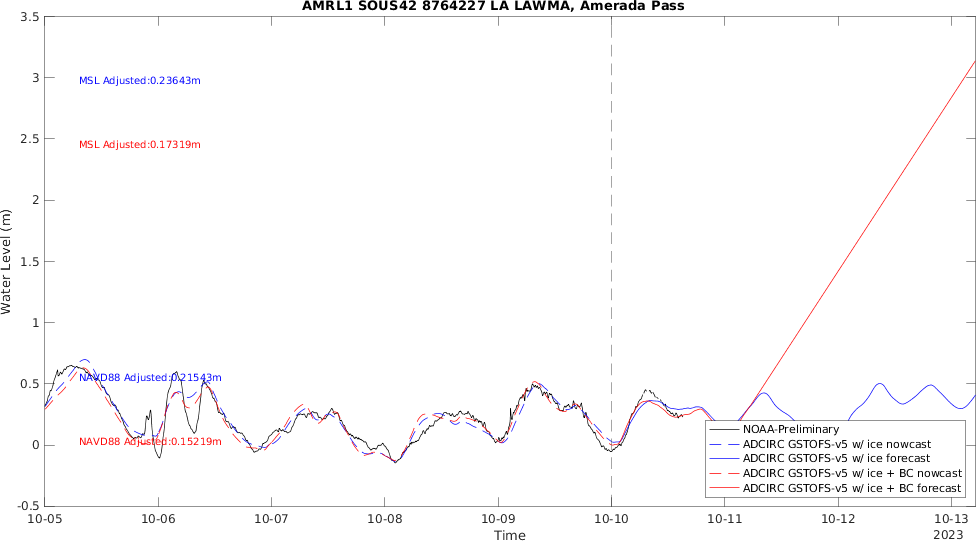 AMRL1 SOUS42 8764227 LA LAWMA, Amerada Pass
3.5
3
2.5
2
1.5
1
0.5
0
-0.5
Water Level (m)
MSL Adjusted:0.23643m
MSL Adjusted:0.17319m
NAVD88 Adjusted:0.21543m
NAVD88 Adjusted:0.15219m
NOAA-Preliminary
ADCIRC GSTOFS-v5 w/ ice nowcast
ADCIRC GSTOFS-v5 w/ ice forecast
ADCIRC GSTOFS-v5 w/ ice + BC nowcast
ADCIRC GSTOFS-v5 w/ ice + BC forecast
10-05 10-06 10-07 10-08 10-09 10-10 10-11 10-12 10-13
Time
2023